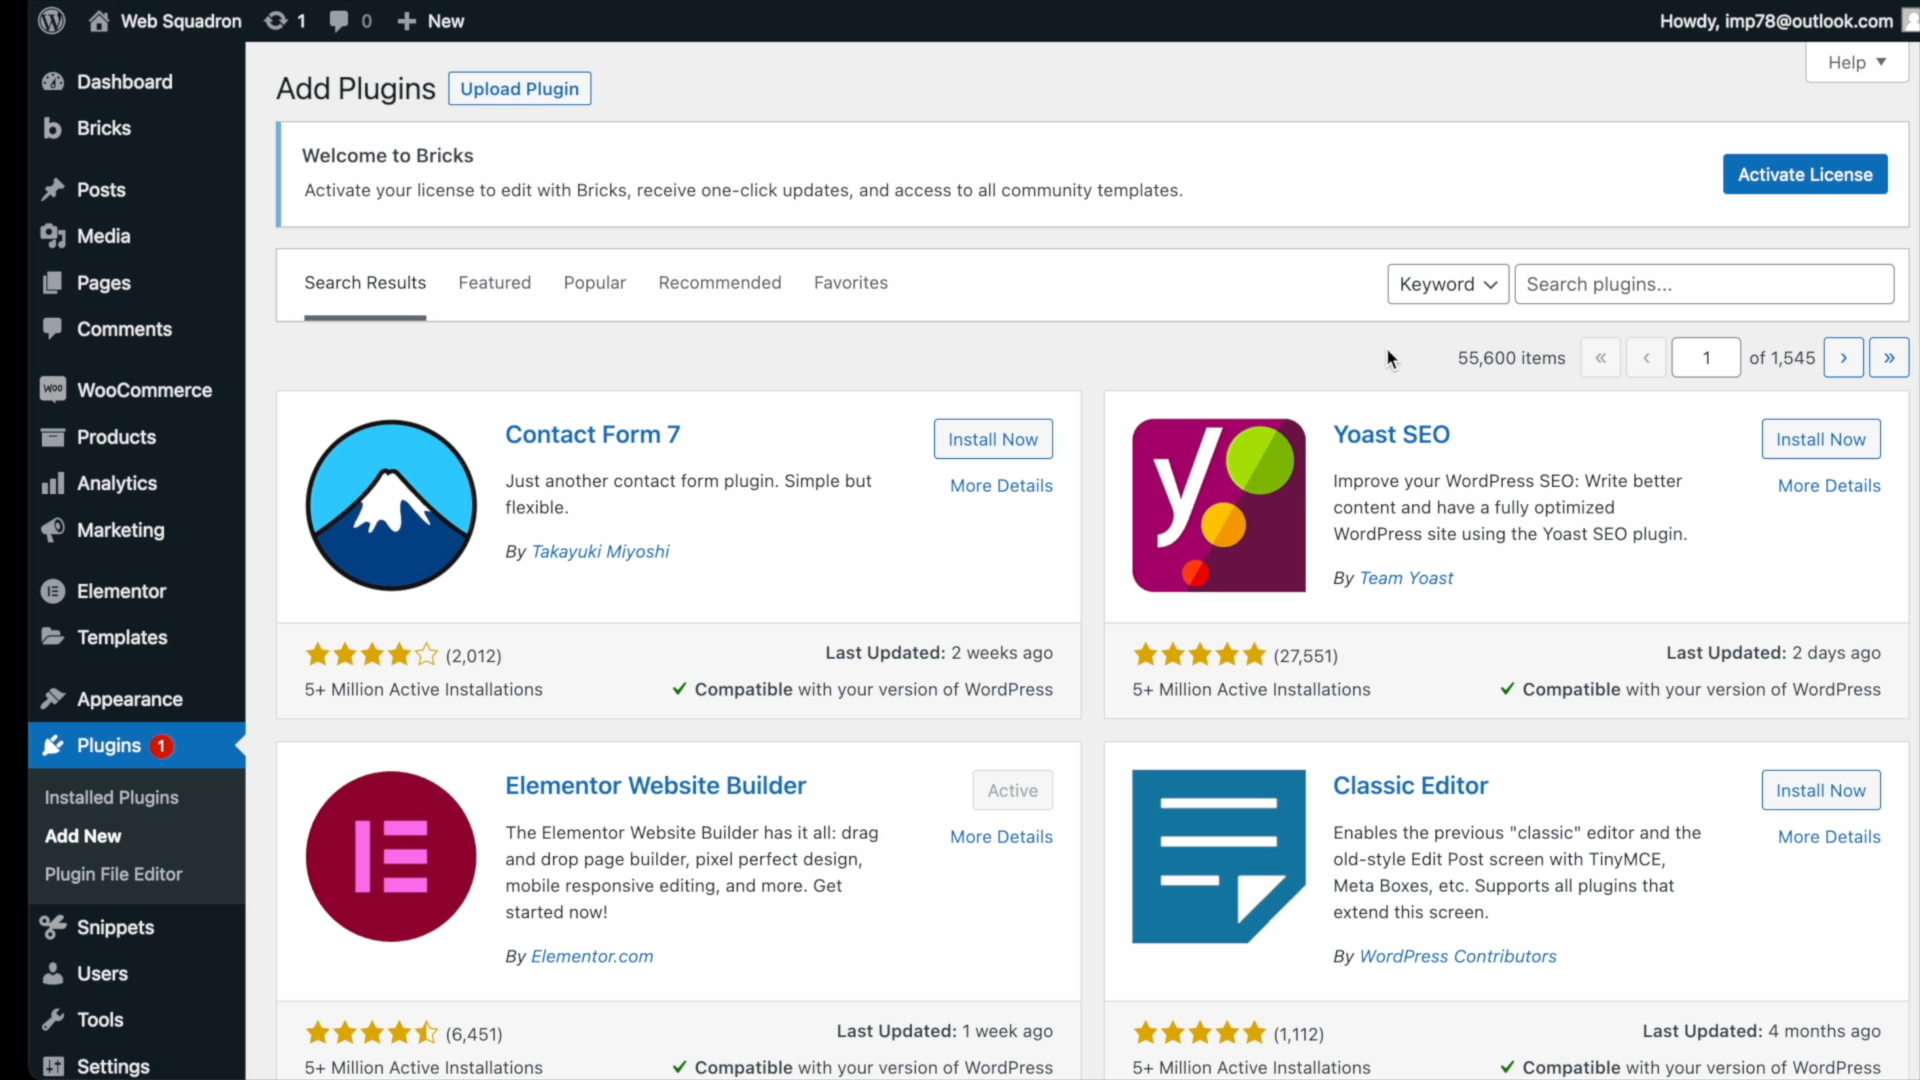 Web Squadron
1
0
New
Howdy, imp78@outlook.com
Dashboard
Bricks
Posts
Media
Pages
Comments
WooCommerce
Products
Analytics
Marketing
Elementor
Templates
Appearance
Plugins 1
Installed Plugins
Add New
Plugin File Editor
Snippets
Users
Tools
Settings
Help
Add Plugins
Upload Plugin
Welcome to Bricks
Activate your license to edit with Bricks, receive one-click updates, and access to all community templates.
Activate License
Search Results
Featured
Popular
Recommended
Favorites
Keyword
Search plugins...
55,600 items
«
‹
1
of 1,545
›
»
Contact Form 7
Install Now
More Details
Just another contact form plugin. Simple but
flexible.
By Takayuki Miyoshi
(2,012)
Last Updated: 2 weeks ago
5+ Million Active Installations
Compatible with your version of WordPress
Yoast SEO
Install Now
More Details
Improve your WordPress SEO: Write better
content and have a fully optimized
WordPress site using the Yoast SEO plugin.
By Team Yoast
(27,551)
Last Updated: 2 days ago
5+ Million Active Installations
Compatible with your version of WordPress
Elementor Website Builder
Active
More Details
The Elementor Website Builder has it all: drag
and drop page builder, pixel perfect design,
mobile responsive editing, and more. Get
started now!
By Elementor.com
(6,451)
Last Updated: 1 week ago
5+ Million Active Installations
Compatible with your version of WordPress
Classic Editor
Install Now
More Details
Enables the previous "classic" editor and the
old-style Edit Post screen with TinyMCE,
Meta Boxes, etc. Supports all plugins that
extend this screen.
By WordPress Contributors
(1,112)
Last Updated: 4 months ago
5+ Million Active Installations
Compatible with your version of WordPress